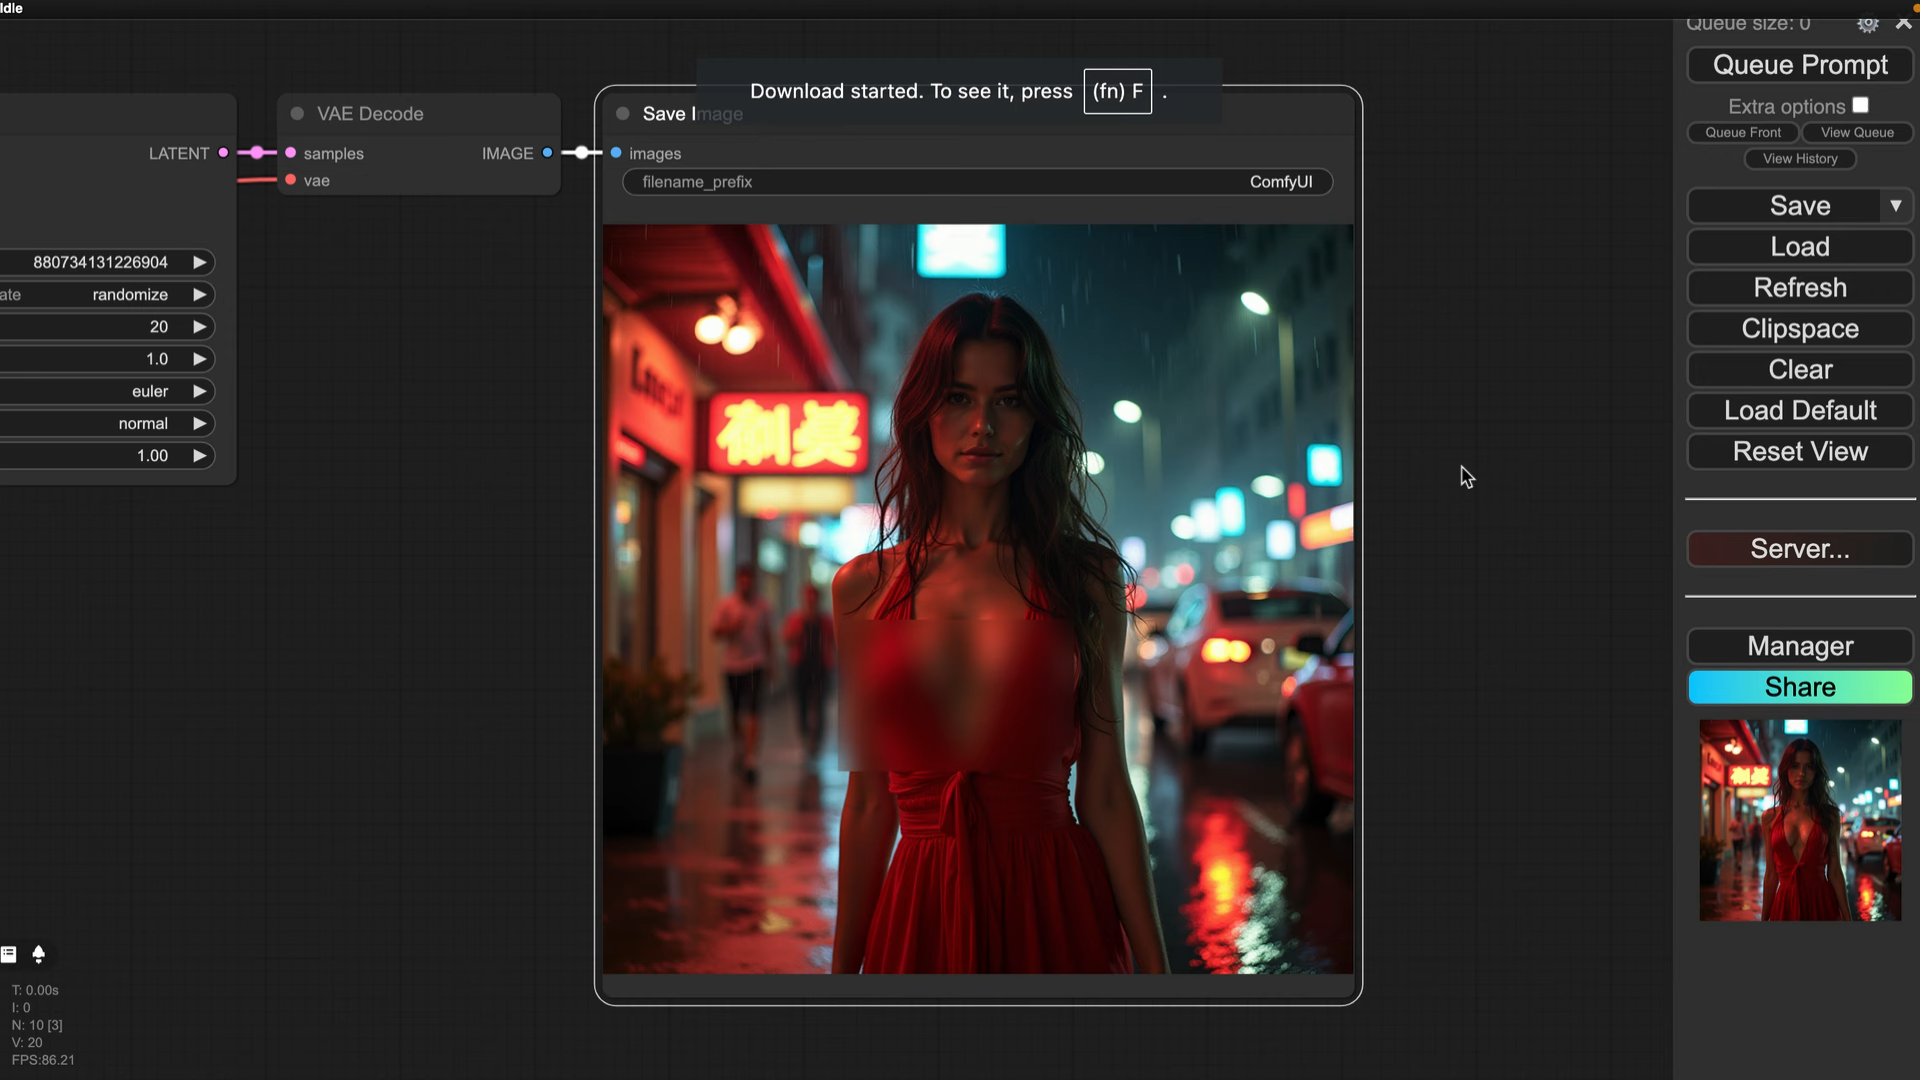 Idle
Queue size: 0
Download started. To see it, press (fn) F .
Queue Prompt
Extra options
Queue Front
View Queue
View History
VAE Decode
Save Image
LATENT
samples
IMAGE
images
vae
filename_prefix
ComfyUI
880734131226904
ate
randomize
20
1.0
euler
normal
1.00
Save
Load
Refresh
Clipspace
Clear
Load Default
Reset View
Server...
Manager
Share
T: 0.00s
I: 0
N: 10 [3]
V: 20
FPS:86.21